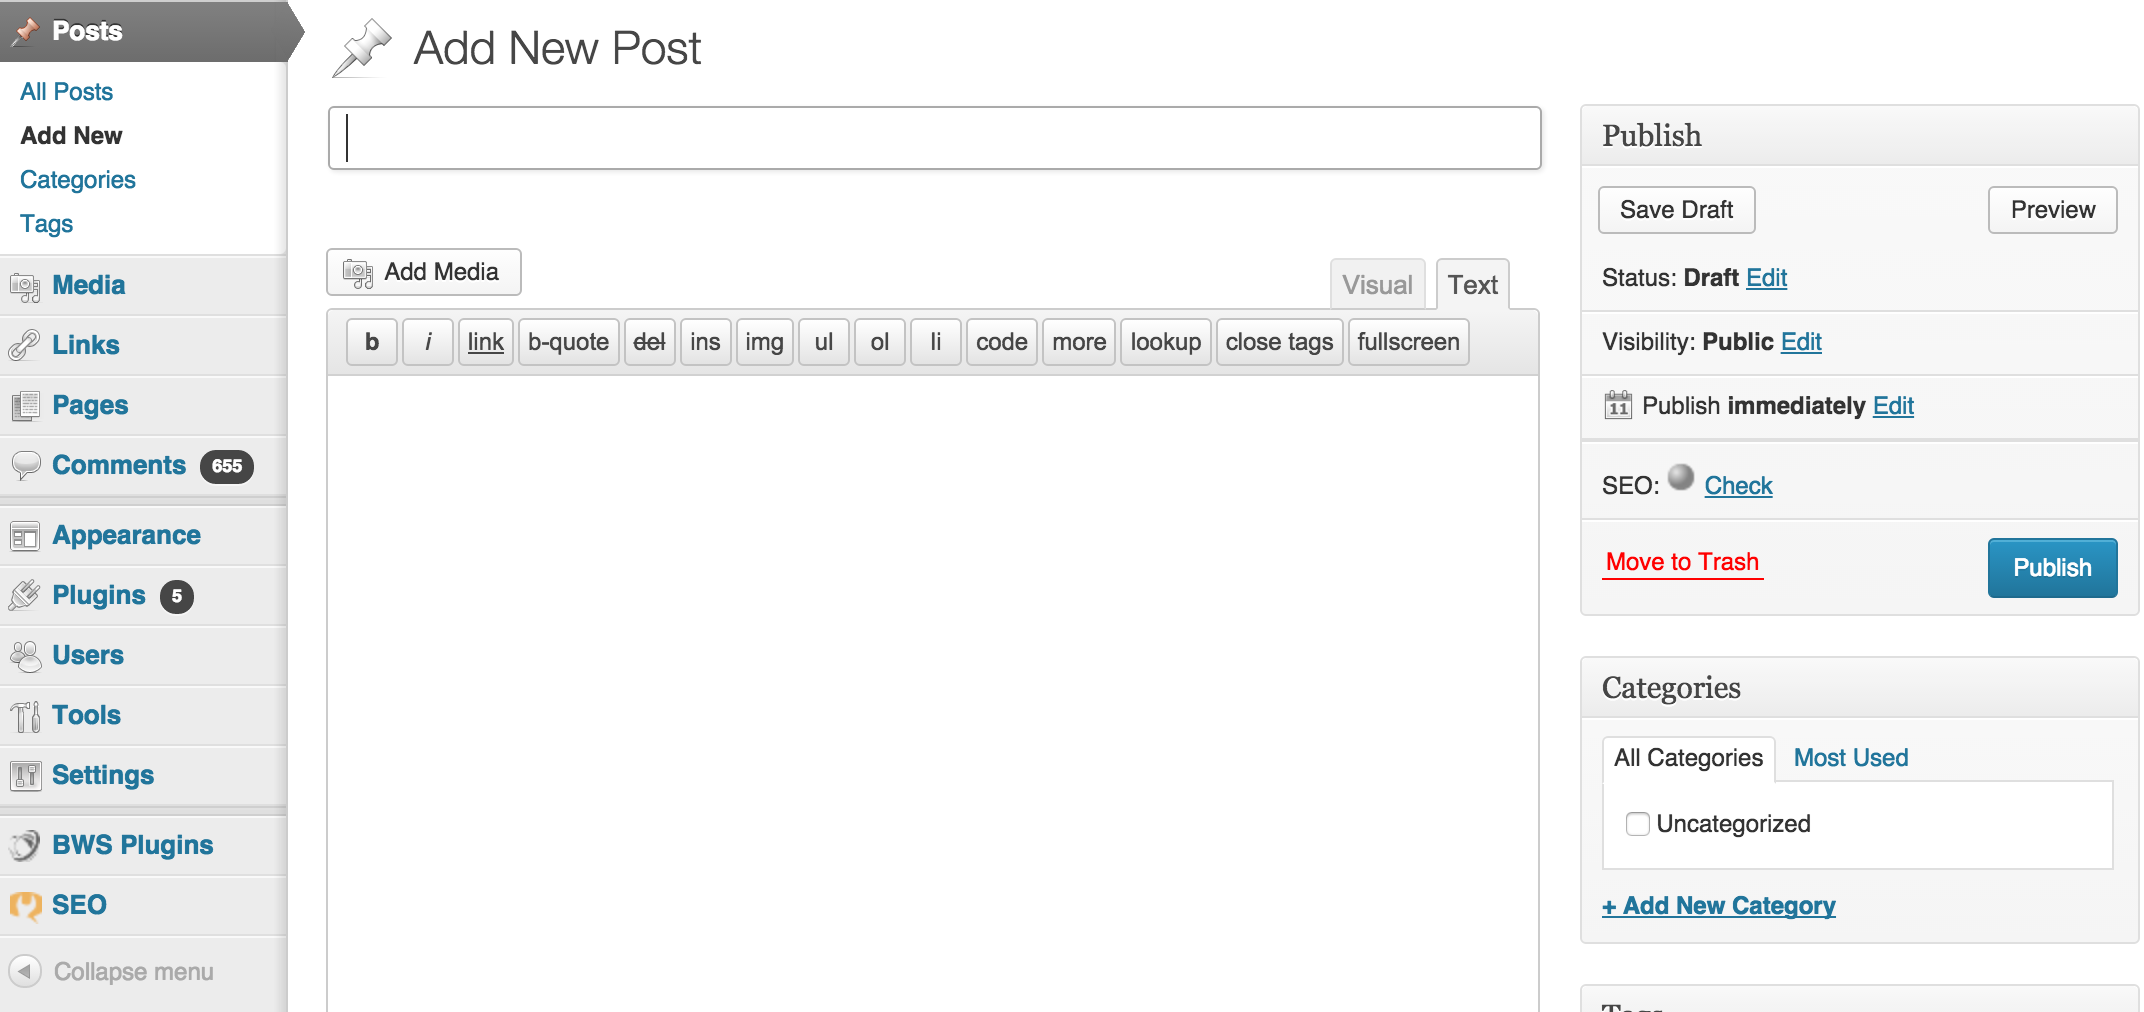 Posts
All Posts
Add New
Categories
Tags
Media
Links
Pages
Comments 655
Appearance
Plugins 5
Users
Tools
Settings
BWS Plugins
SEO
Collapse menu
Add New Post
Add Media
Visual Text
b i link b-quote del ins img ul ol li code more lookup close tags fullscreen
Publish
Save Draft Preview
Status: Draft Edit
Visibility: Public Edit
11 Publish immediately Edit
SEO: Check
Move to Trash Publish
Categories
All Categories Most Used
Uncategorized
+ Add New Category
Tags